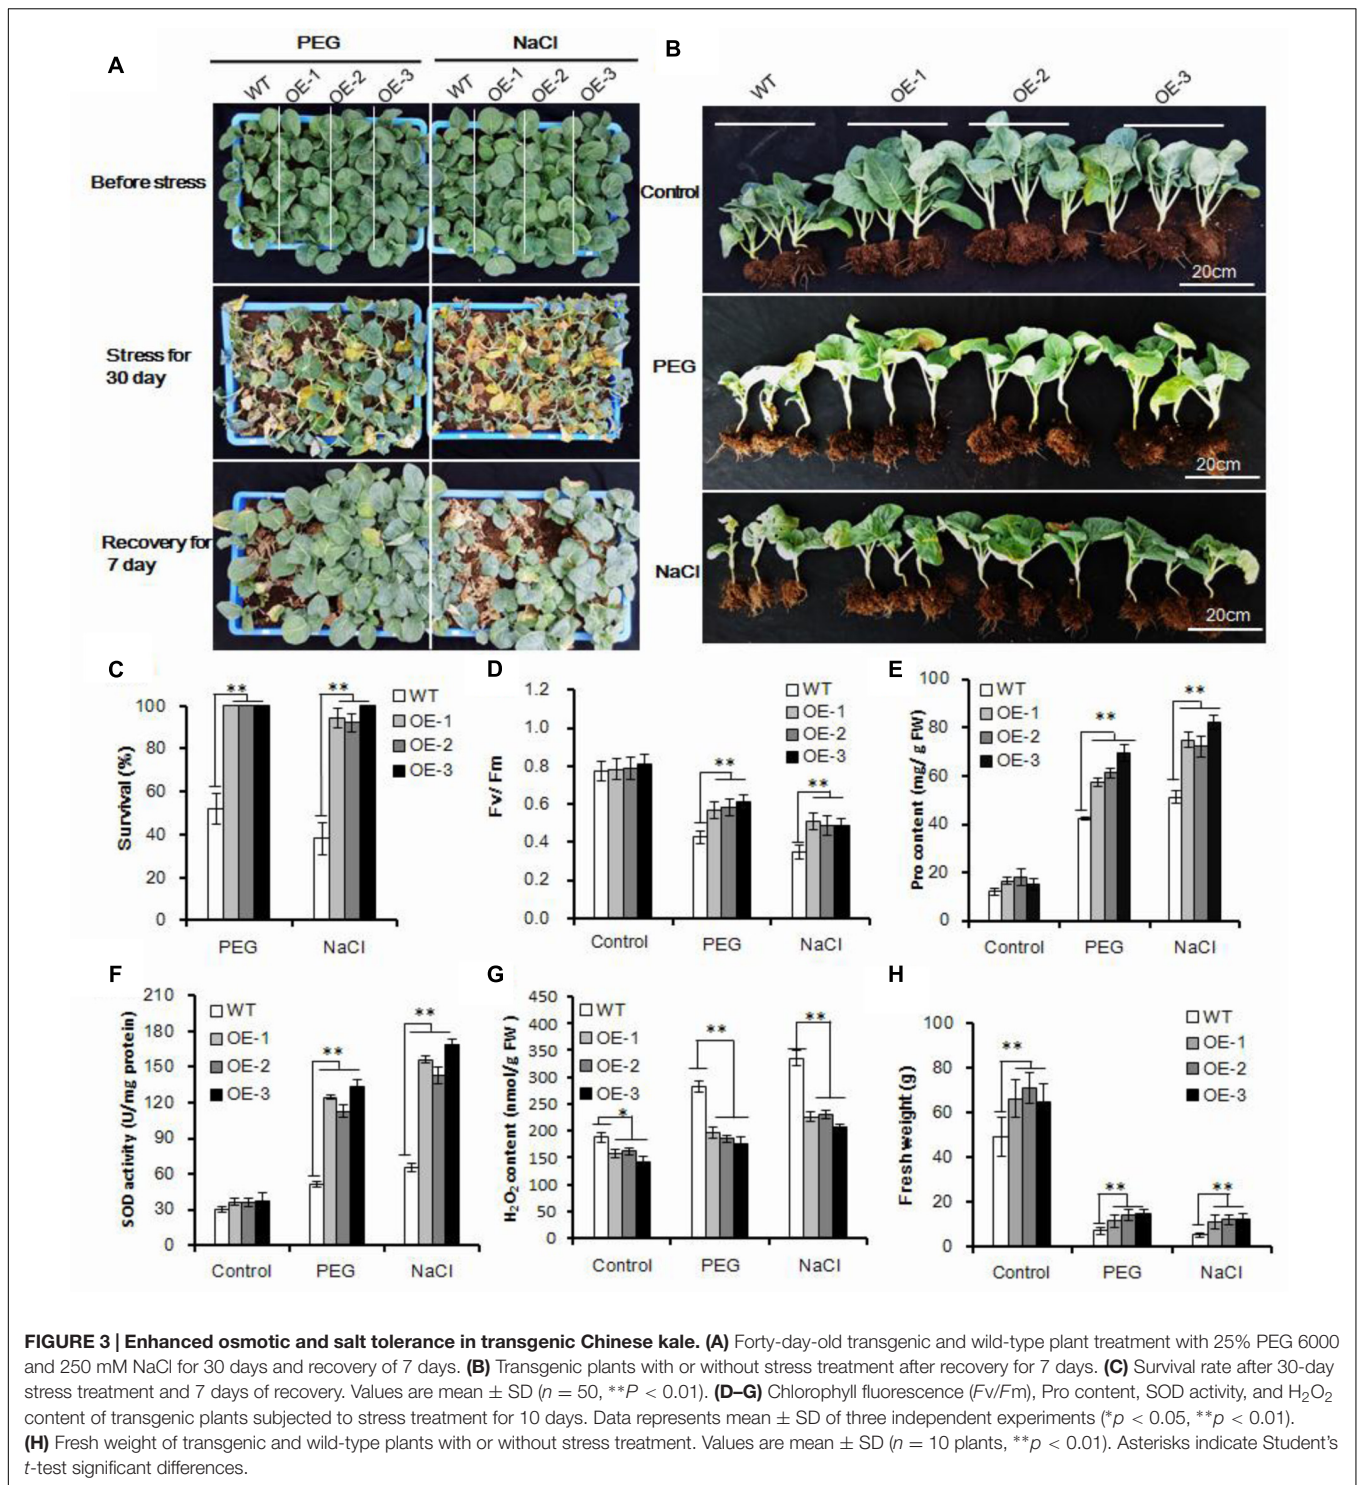 PEG
NaCl
A
WT OE-1 OE-2 OE-3
WT OE-1 OE-2 OE-3
Before stress
Stress for
30 day
Recovery for
7 day
B
WT OE-1 OE-2 OE-3
Control
20cm
PEG
20cm
NaCl
20cm
C
**
**
WT
OE-1
OE-2
OE-3
Survival (%)
100
80
60
40
20
0
PEG NaCl
D
WT
OE-1
OE-2
OE-3
**
**
Fv/ Fm
1.2
1.0
0.8
0.6
0.4
0.2
0.0
Control PEG NaCl
E
WT
OE-1
OE-2
OE-3
**
**
Pro content (mg/ g FW)
100
80
60
40
20
0
Control PEG NaCl
F
WT
OE-1
OE-2
OE-3
**
**
SOD activity (U/mg protein)
210
180
150
120
90
60
30
0
Control PEG NaCl
G
WT
OE-1
OE-2
OE-3
*
**
**
H₂O₂ content (nmol/g FW )
450
400
350
300
250
200
150
100
50
0
Control PEG NaCl
H
WT
OE-1
OE-2
OE-3
**
**
**
Fresh weight (g)
100
80
60
40
20
0
Control PEG NaCl
FIGURE 3 | Enhanced osmotic and salt tolerance in transgenic Chinese kale. (A) Forty-day-old transgenic and wild-type plant treatment with 25% PEG 6000
and 250 mM NaCl for 30 days and recovery of 7 days. (B) Transgenic plants with or without stress treatment after recovery for 7 days. (C) Survival rate after 30-day
stress treatment and 7 days of recovery. Values are mean ± SD (n = 50, **P < 0.01). (D–G) Chlorophyll fluorescence (Fv/Fm), Pro content, SOD activity, and H₂O₂
content of transgenic plants subjected to stress treatment for 10 days. Data represents mean ± SD of three independent experiments (*p < 0.05, **p < 0.01).
(H) Fresh weight of transgenic and wild-type plants with or without stress treatment. Values are mean ± SD (n = 10 plants, **p < 0.01). Asterisks indicate Student's
t-test significant differences.